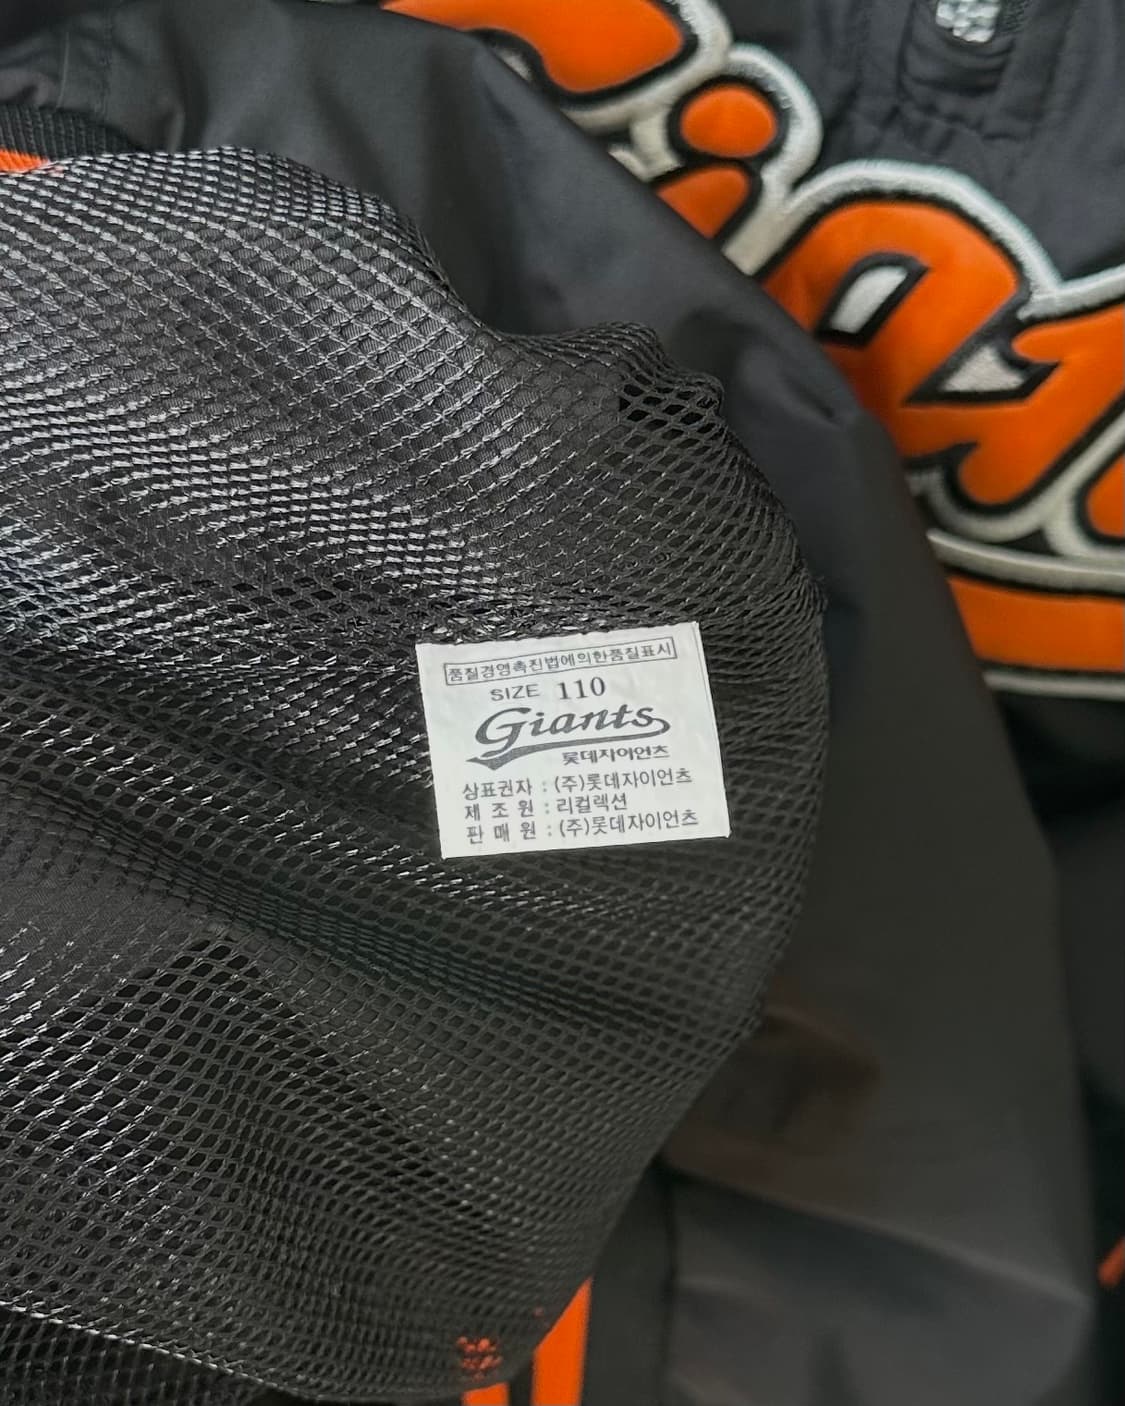 Giants
품질경영촉진법에의한품질표시
SIZE 110
Giants
롯데자이언츠
상표권자 : (주)롯데자이언츠
제 조 원 : 리컬렉션
판 매 원 : (주)롯데자이언츠